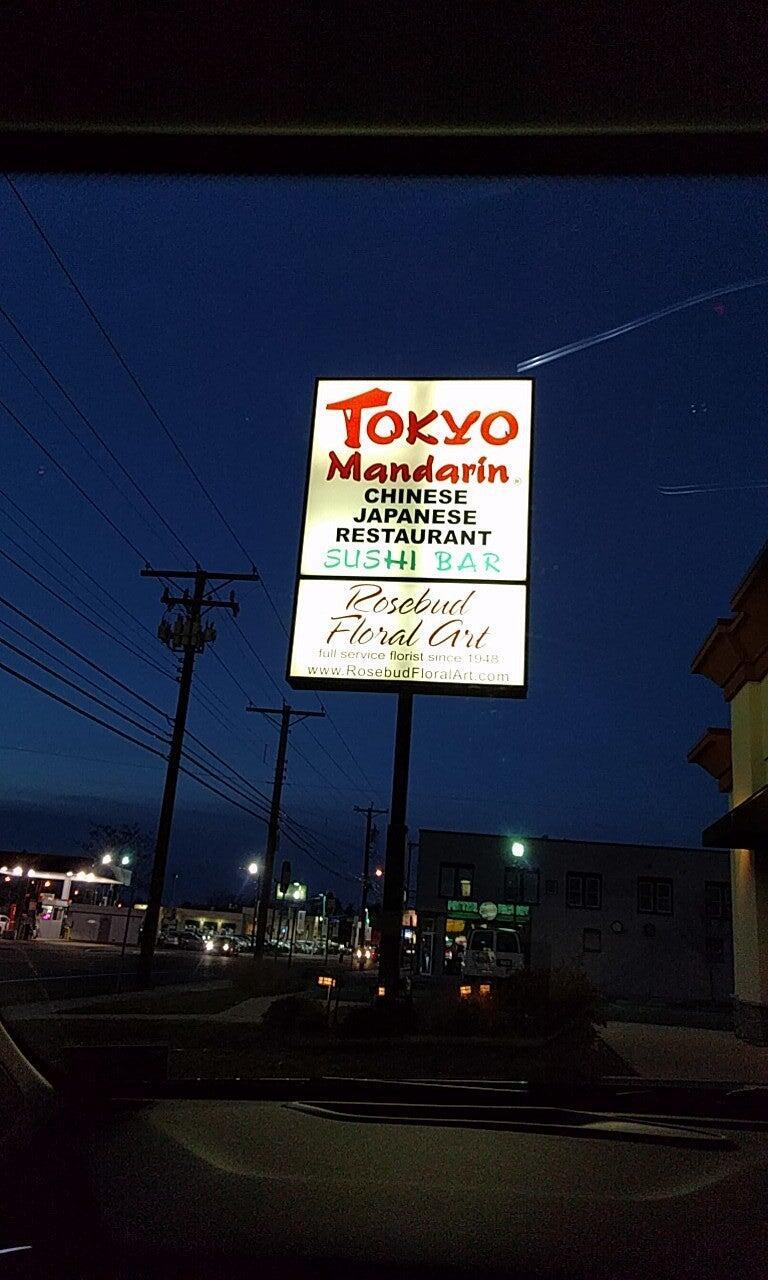 TOKYO
Mandarin
CHINESE
JAPANESE
RESTAURANT
SUSHI BAR
Rosebud
Floral Art
full service florist since 1948
www.RosebudFloralArt.com